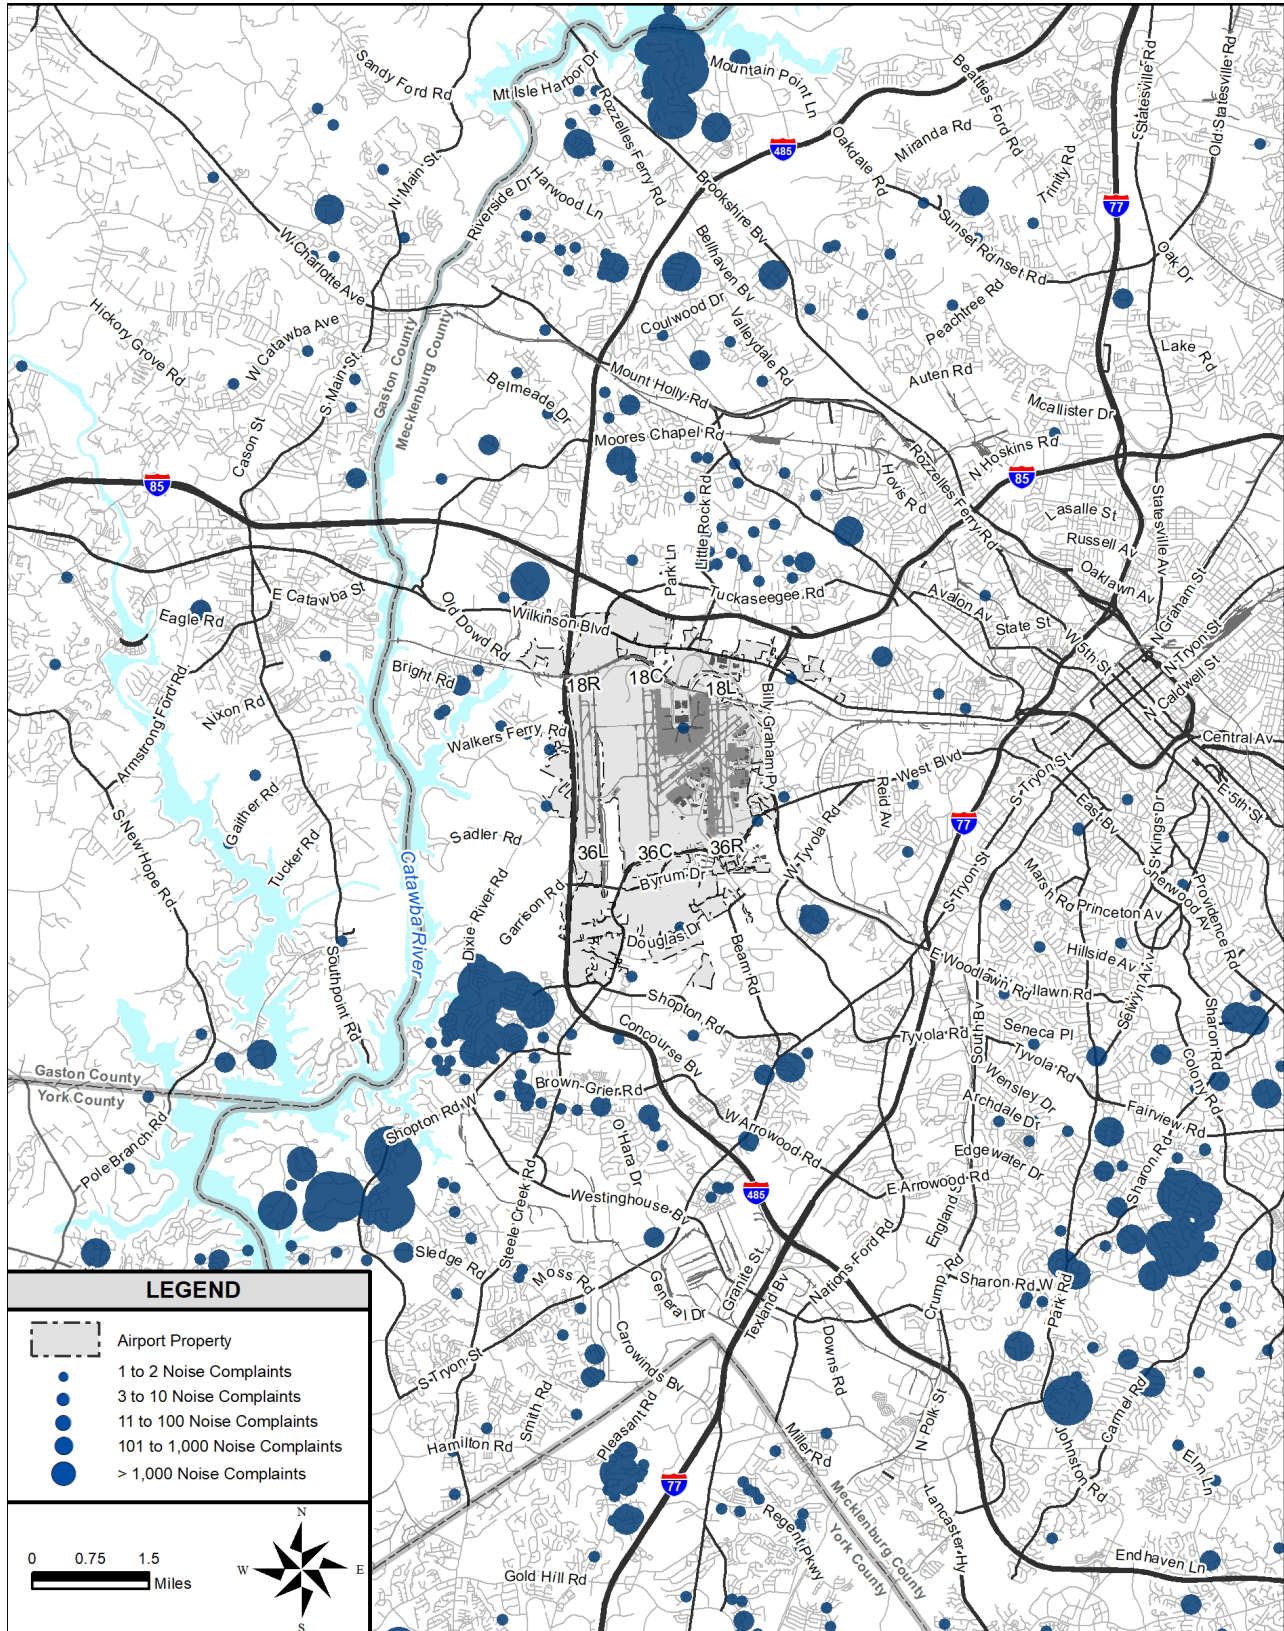 Sandy Ford Rd
Mt Isle Harbor Dr
Mountain Point Ln
Rozzelles Ferry Rd
Beatties Ford Rd
Statesville Rd
Old Statesville Rd
485
Oakdale Rd
Miranda Rd
Trinity Rd
N Main St
Harwood Ln
Riverside Dr
Brookshire Bv
77
W Charlotte Ave
Bellhaven Bv
Sunset Rd
nset Rd
Oak Dr
Hickory Grove Rd
W Catawba Ave
Gaston County
Mecklenburg County
Coulwood Dr
Valleydale Rd
Peachtree Rd
Lake Rd
S Main St
Belmeade Dr
Mount Holly Rd
Auten Rd
Mcallister Dr
Cason St
Moores Chapel Rd
N Hoskins Rd
Rozzelles Ferry Rd
85
85
Little Rock Rd
Hovis Rd
Lasalle St
Statesville Av
Russell Av
Park Ln
Oaklawn Av
E Catawba St
Old Dowd Rd
Tuckaseegee Rd
Avalon Av
N Graham St
Eagle Rd
Wilkinson Blvd
State St
W 5th St
N Tryon St
Bright Rd
18R
18C
18L
N Caldwell St
Armstrong Ford Rd
Nixon Rd
Billy Graham Py
Walkers Ferry Rd
Central Av
West Blvd
S Tryon St
Gaither Rd
Reid Av
East Bv
E 5th St
S New Hope Rd
Tucker Rd
Sadler Rd
W Tyvola Rd
77
S Kings Dr
36L
36C
36R
Catawba River
Byrum Dr
S Tryon St
Marsh Rd
Sherwood Av
Providence Rd
Dixie River Rd
Garrison Rd
Princeton Av
Southpoint Rd
Douglas Dr
Beam Rd
Hillside Av
E Woodlawn Rd
llawn Rd
Selwyn Av
Shopton Rd
Sharon Rd
Concourse Bv
Tyvola Rd
South Bv
Seneca Pl
Tyvola Rd
Colony Rd
Gaston County
York County
Brown-Grier Rd
Wensley Dr
Archdale Dr
Fairview Rd
Pole Branch Rd
Shopton Rd W
O'Hara Dr
W Arrowood Rd
Sharon Rd
Edgewater Dr
Steele Creek Rd
Westinghouse Bv
485
E Arrowood Rd
England S
Sledge Rd
Moss Rd
General Dr
Granite St
Nations Ford Rd
Crump Rd
Sharon Rd W
Park Rd
LEGEND
Airport Property
1 to 2 Noise Complaints
3 to 10 Noise Complaints
11 to 100 Noise Complaints
101 to 1,000 Noise Complaints
> 1,000 Noise Complaints
Texland Bv
Downs Rd
Carowinds Bv
S Tryon St
Smith Rd
Pleasant Rd
N Polk St
Carmel Rd
Hamilton Rd
Miller Rd
Johnston Rd
Elm Ln
77
Mecklenburg County
York County
Regent Pkwy
Lancaster Hy
Endhaven Ln
Gold Hill Rd
N
W
E
S
0 0.75 1.5
Miles